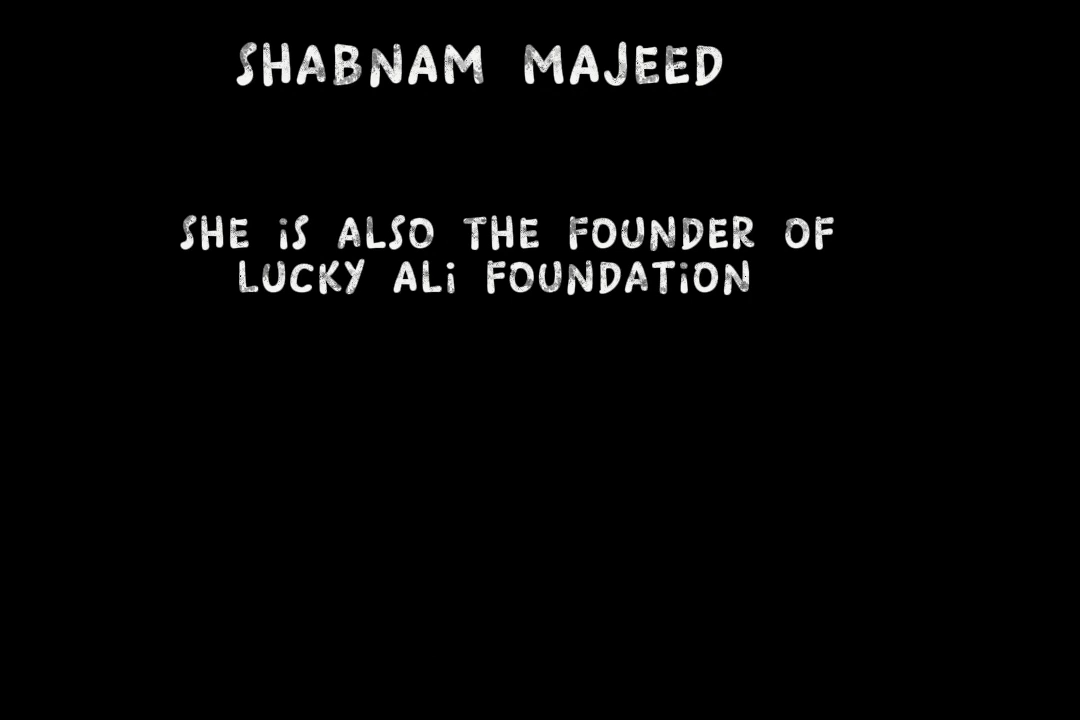 SHABNAM MAJEED
SHE iS ALSO THE FOUNDER OF
LUCKY ALi FOUNDATiON